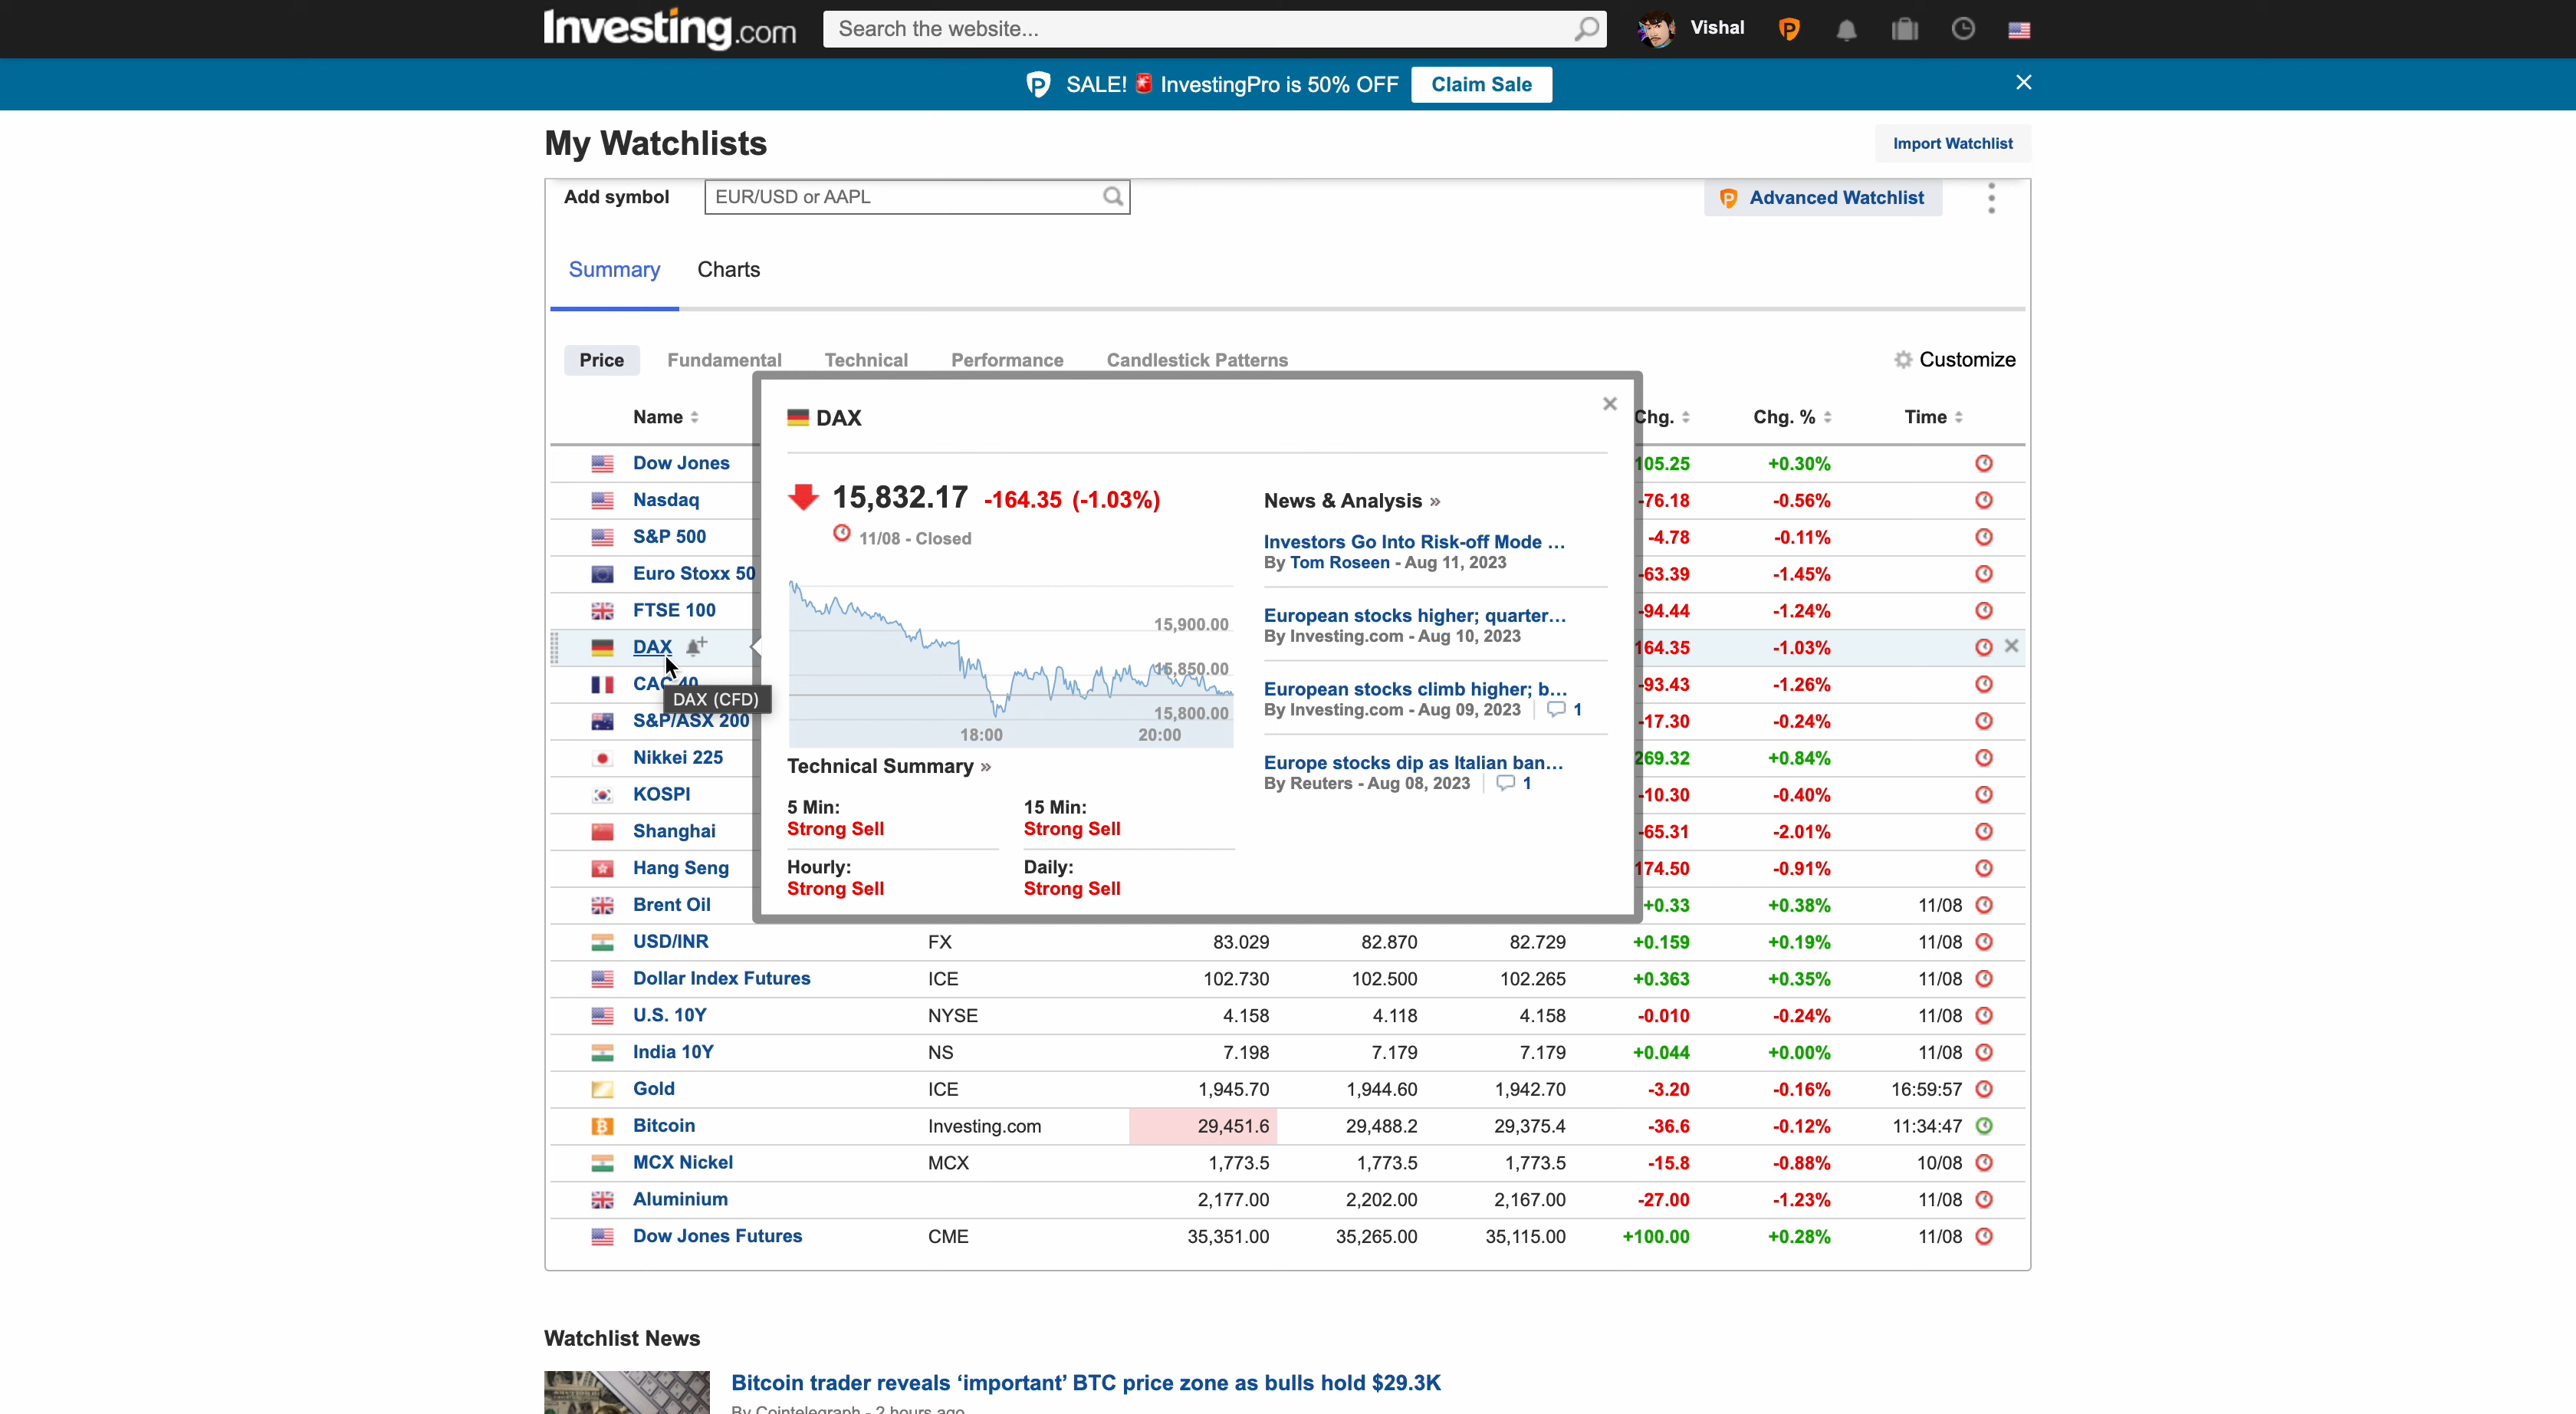 Investing.com
Search the website...
Vishal
SALE! 🚨 InvestingPro is 50% OFF
Claim Sale
My Watchlists
Import Watchlist
Add symbol
EUR/USD or AAPL
Advanced Watchlist
Summary
Charts
Price
Fundamental
Technical
Performance
Candlestick Patterns
Customize
Name
Chg.
Chg. %
Time
Dow Jones
105.25
+0.30%
Nasdaq
-76.18
-0.56%
S&P 500
-4.78
-0.11%
Euro Stoxx 50
-63.39
-1.45%
FTSE 100
-94.44
-1.24%
DAX
164.35
-1.03%
CAC 40
-93.43
-1.26%
DAX (CFD)
S&P/ASX 200
-17.30
-0.24%
Nikkei 225
269.32
+0.84%
KOSPI
-10.30
-0.40%
Shanghai
-65.31
-2.01%
Hang Seng
174.50
-0.91%
Brent Oil
+0.33
+0.38%
11/08
DAX
15,832.17 -164.35 (-1.03%)
11/08 - Closed
15,900.00
15,850.00
15,800.00
18:00
20:00
Technical Summary »
5 Min:
Strong Sell
15 Min:
Strong Sell
Hourly:
Strong Sell
Daily:
Strong Sell
News & Analysis »
Investors Go Into Risk-off Mode ...
By Tom Roseen - Aug 11, 2023
European stocks higher; quarter...
By Investing.com - Aug 10, 2023
European stocks climb higher; b...
By Investing.com - Aug 09, 2023 1
Europe stocks dip as Italian ban...
By Reuters - Aug 08, 2023 1
USD/INR FX 83.029 82.870 82.729 +0.159 +0.19% 11/08
Dollar Index Futures ICE 102.730 102.500 102.265 +0.363 +0.35% 11/08
U.S. 10Y NYSE 4.158 4.118 4.158 -0.010 -0.24% 11/08
India 10Y NS 7.198 7.179 7.179 +0.044 +0.00% 11/08
Gold ICE 1,945.70 1,944.60 1,942.70 -3.20 -0.16% 16:59:57
Bitcoin Investing.com 29,451.6 29,488.2 29,375.4 -36.6 -0.12% 11:34:47
MCX Nickel MCX 1,773.5 1,773.5 1,773.5 -15.8 -0.88% 10/08
Aluminium 2,177.00 2,202.00 2,167.00 -27.00 -1.23% 11/08
Dow Jones Futures CME 35,351.00 35,265.00 35,115.00 +100.00 +0.28% 11/08
Watchlist News
Bitcoin trader reveals ‘important’ BTC price zone as bulls hold $29.3K
By Cointelegraph - 2 hours ago